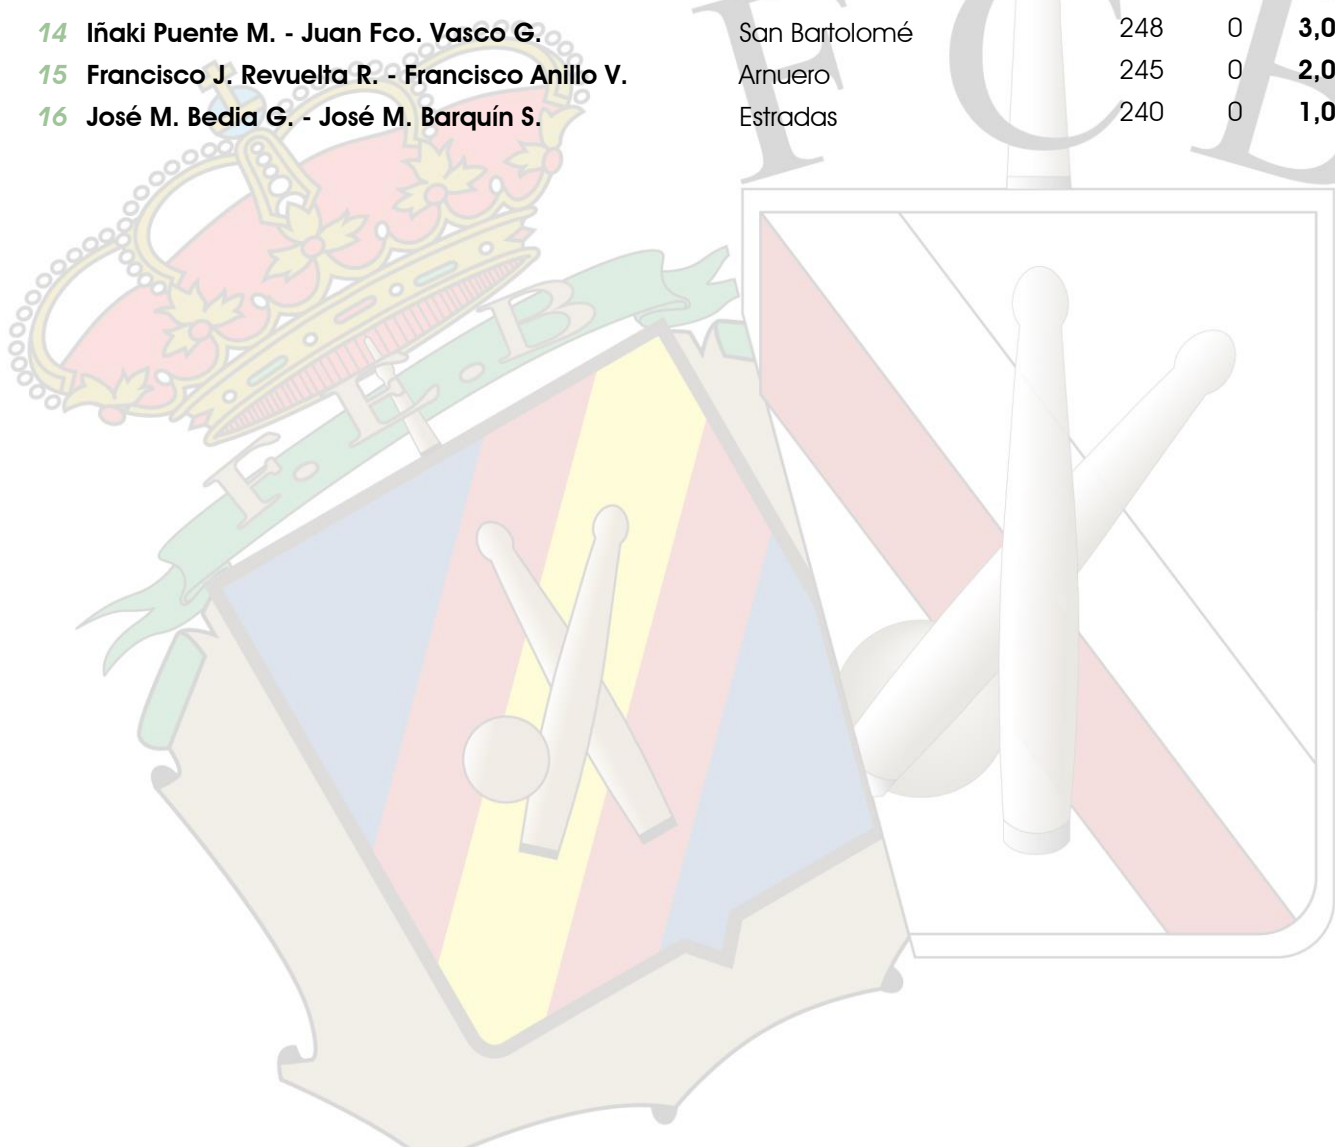 F C B
14 Iñaki Puente M. - Juan Fco. Vasco G. San Bartolomé 248 0 3,0
15 Francisco J. Revuelta R. - Francisco Anillo V. Arnuero 245 0 2,0
16 José M. Bedia G. - José M. Barquín S. Estradas 240 0 1,0
F. E. B